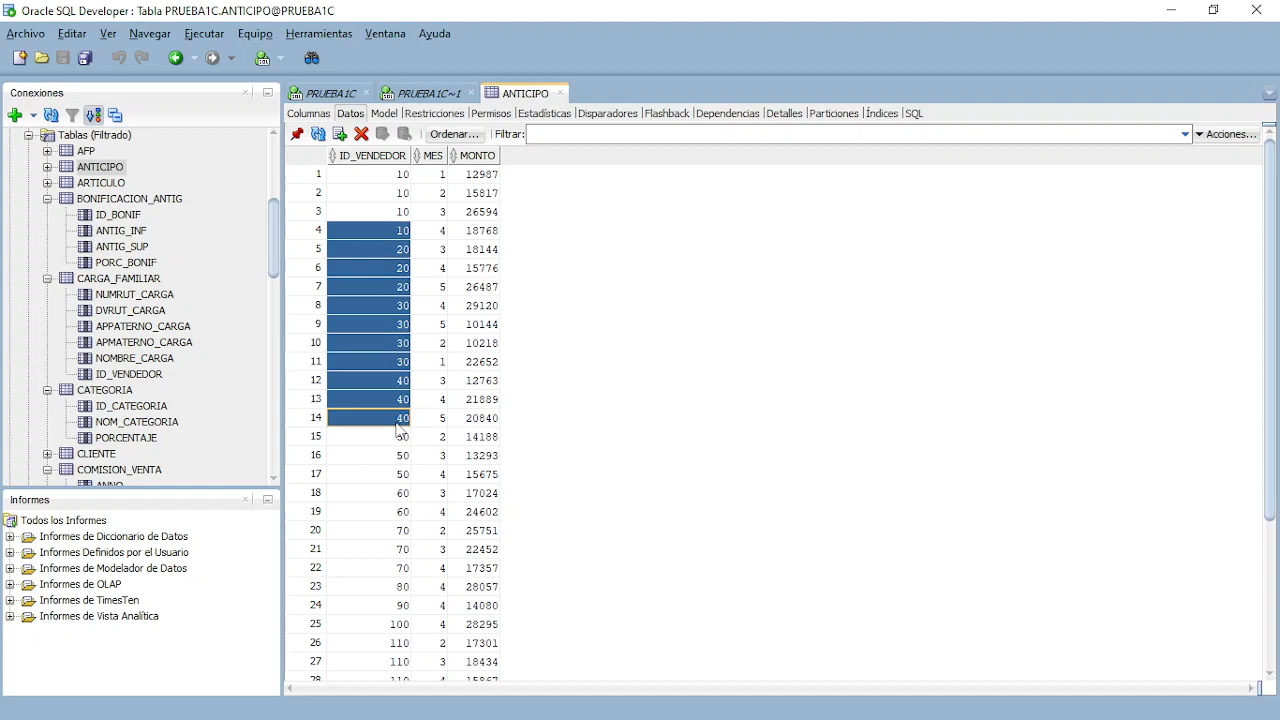 Oracle SQL Developer : Tabla PRUEBA1C.ANTICIPO@PRUEBA1C
Archivo Editar Ver Navegar Ejecutar Equipo Herramientas Ventana Ayuda
Conexiones
Tablas (Filtrado)
AFP
ANTICIPO
ARTICULO
BONIFICACION_ANTIG
ID_BONIF
ANTIG_INF
ANTIG_SUP
PORC_BONIF
CARGA_FAMILIAR
NUMRUT_CARGA
DVRUT_CARGA
APPATERNO_CARGA
APMATERNO_CARGA
NOMBRE_CARGA
ID_VENDEDOR
CATEGORIA
ID_CATEGORIA
NOM_CATEGORIA
PORCENTAJE
CLIENTE
COMISION_VENTA
ANNO
Informes
Todos los Informes
Informes de Diccionario de Datos
Informes Definidos por el Usuario
Informes de Modelador de Datos
Informes de OLAP
Informes de TimesTen
Informes de Vista Analítica
PRUEBA1C PRUEBA1C~1 ANTICIPO
Columnas Datos Model Restricciones Permisos Estadísticas Disparadores Flashback Dependencias Detalles Particiones Índices SQL
Ordenar... Filtrar: Acciones...
ID_VENDEDOR MES MONTO
1 10 1 12987
2 10 2 15817
3 10 3 26594
4 10 4 18768
5 20 3 18144
6 20 4 15776
7 20 5 26487
8 30 4 29120
9 30 5 10144
10 30 2 10218
11 30 1 22652
12 40 3 12763
13 40 4 21889
14 40 5 20840
15 2 14188
16 50 3 13293
17 50 4 15675
18 60 3 17024
19 60 4 24602
20 70 2 25751
21 70 3 22452
22 70 4 17357
23 80 4 28057
24 90 4 14080
25 100 4 28295
26 110 2 17301
27 110 3 18434
28 110 4 15867